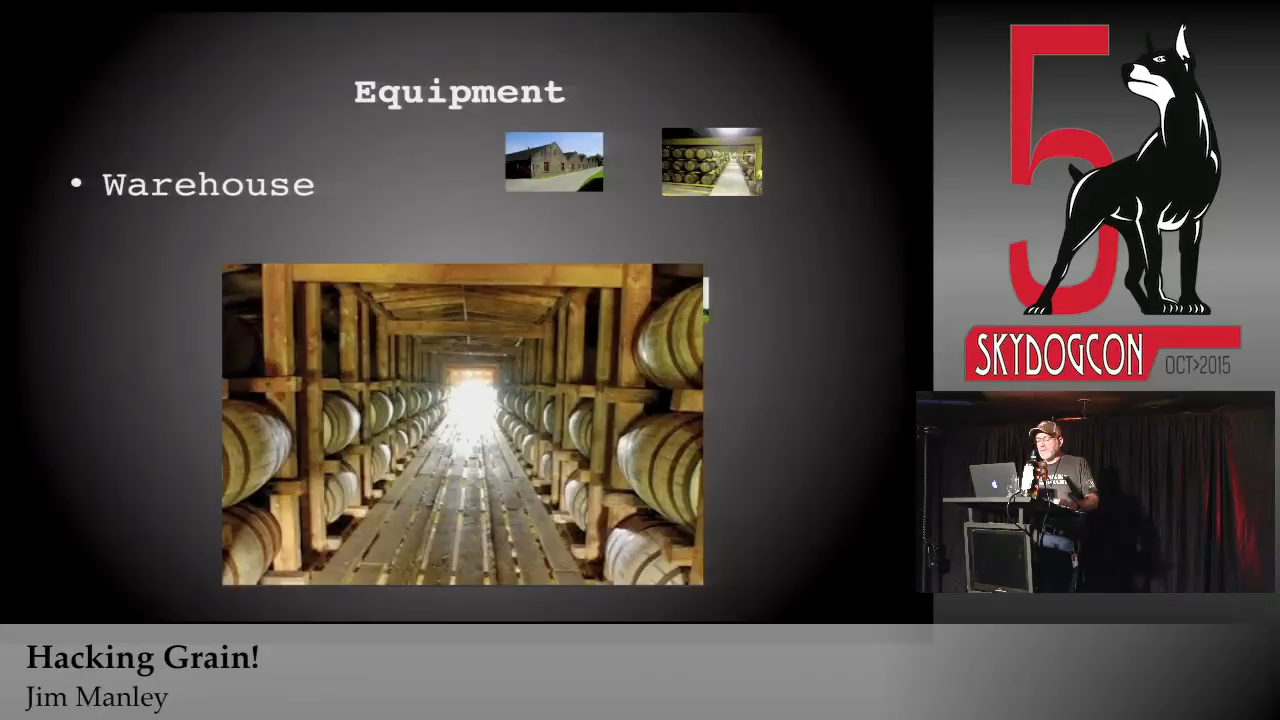 Equipment
• Warehouse
5
SKYDOGCON
OCT>2015
Hacking Grain!
Jim Manley